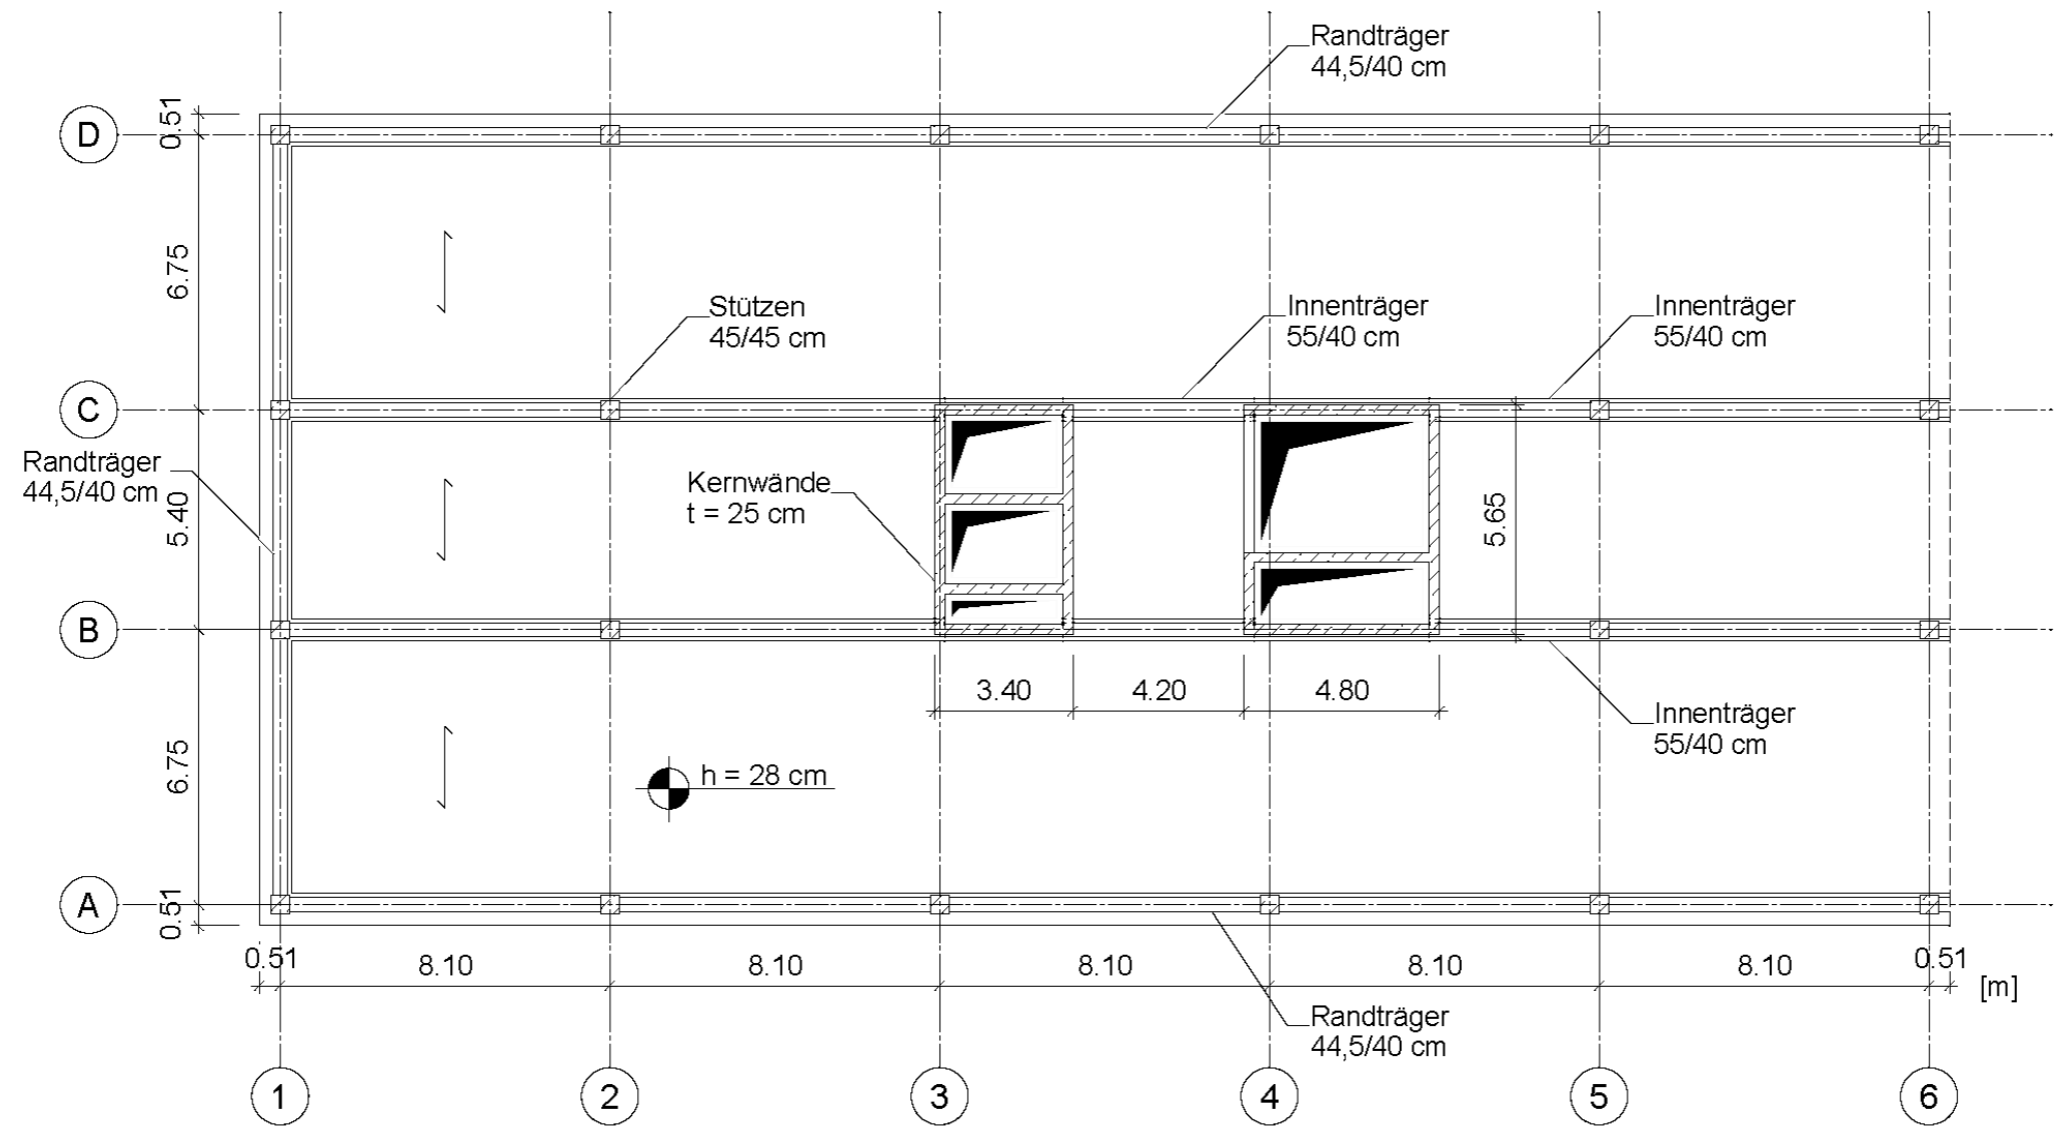 Randträger
44,5/40 cm
D
0.51
6.75
Stützen
45/45 cm
Innenträger
55/40 cm
Innenträger
55/40 cm
C
Randträger
44,5/40 cm
5.40
Kernwände
t = 25 cm
5.65
B
3.40
4.20
4.80
Innenträger
55/40 cm
6.75
h = 28 cm
A
0.51
0.51
8.10
8.10
8.10
8.10
8.10
0.51
[m]
Randträger
44,5/40 cm
1
2
3
4
5
6